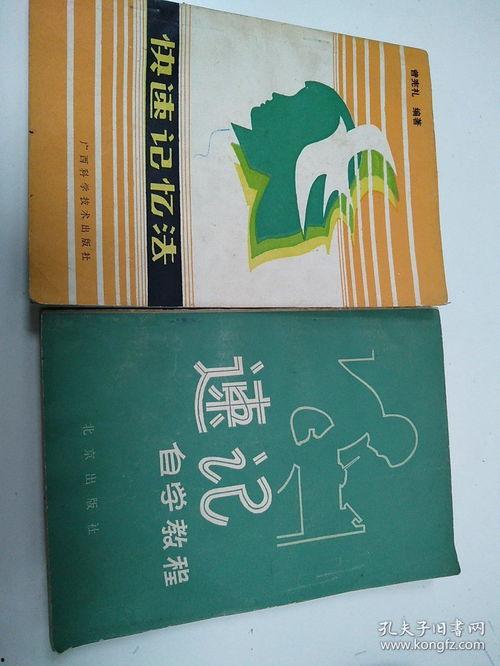 曾宪礼 编著
快速记忆法
广西科学技术出版社
速记
自学教程
北京出版社
孔夫子旧书网
www.kongfz.com